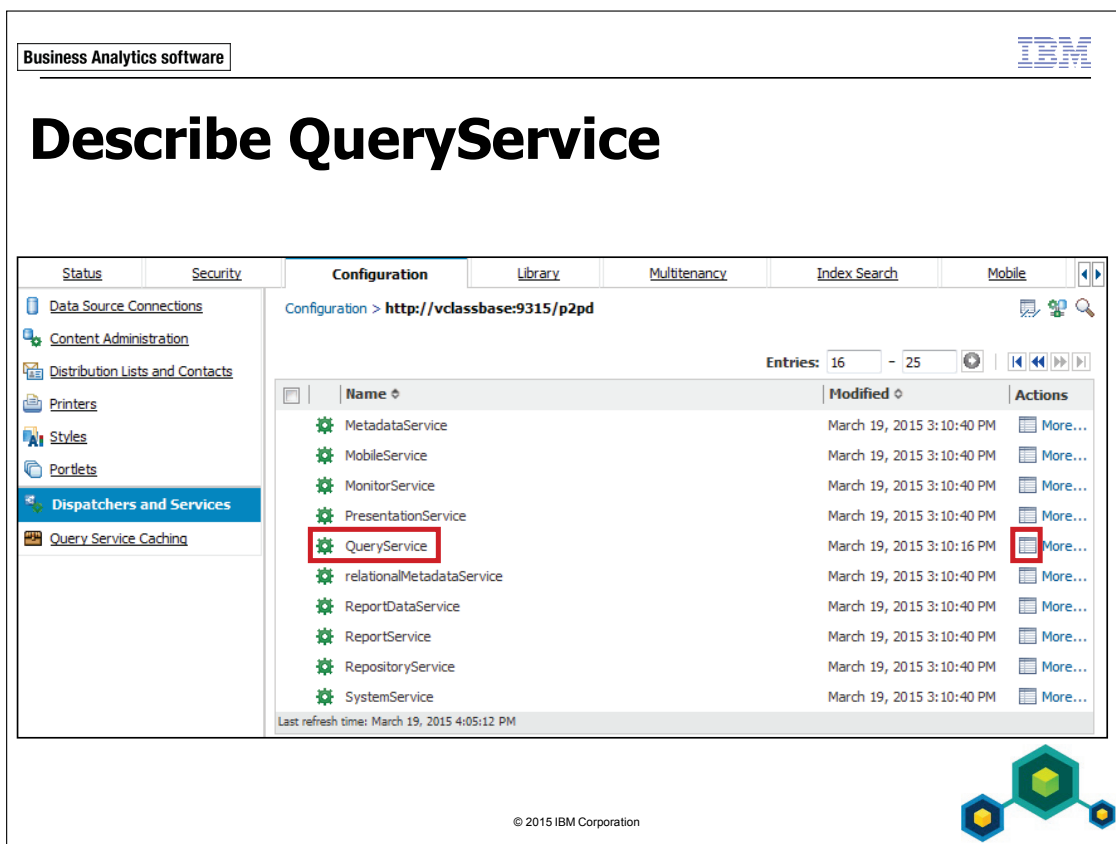 Business Analytics software
IBM
Describe QueryService
Status Security Configuration Library Multitenancy Index Search Mobile
Data Source Connections
Content Administration
Distribution Lists and Contacts
Printers
Styles
Portlets
Dispatchers and Services
Query Service Caching
Configuration > http://vclassbase:9315/p2pd
Entries: 16 - 25
Name Modified Actions
MetadataService March 19, 2015 3:10:40 PM More...
MobileService March 19, 2015 3:10:40 PM More...
MonitorService March 19, 2015 3:10:40 PM More...
PresentationService March 19, 2015 3:10:40 PM More...
QueryService March 19, 2015 3:10:16 PM More...
relationalMetadataService March 19, 2015 3:10:40 PM More...
ReportDataService March 19, 2015 3:10:40 PM More...
ReportService March 19, 2015 3:10:40 PM More...
RepositoryService March 19, 2015 3:10:40 PM More...
SystemService March 19, 2015 3:10:40 PM More...
Last refresh time: March 19, 2015 4:05:12 PM
© 2015 IBM Corporation